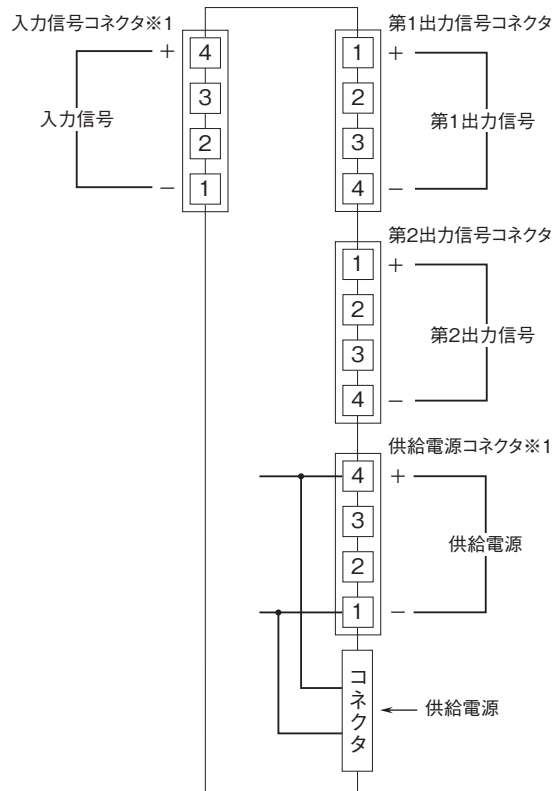 入力信号コネクタ※1
+
4
3
2
−
1
入力信号
第1出力信号コネクタ
1
+
2
3
4
−
第1出力信号
第2出力信号コネクタ
1
+
2
3
4
−
第2出力信号
供給電源コネクタ※1
4
+
3
2
1
−
供給電源
コネクタ
供給電源